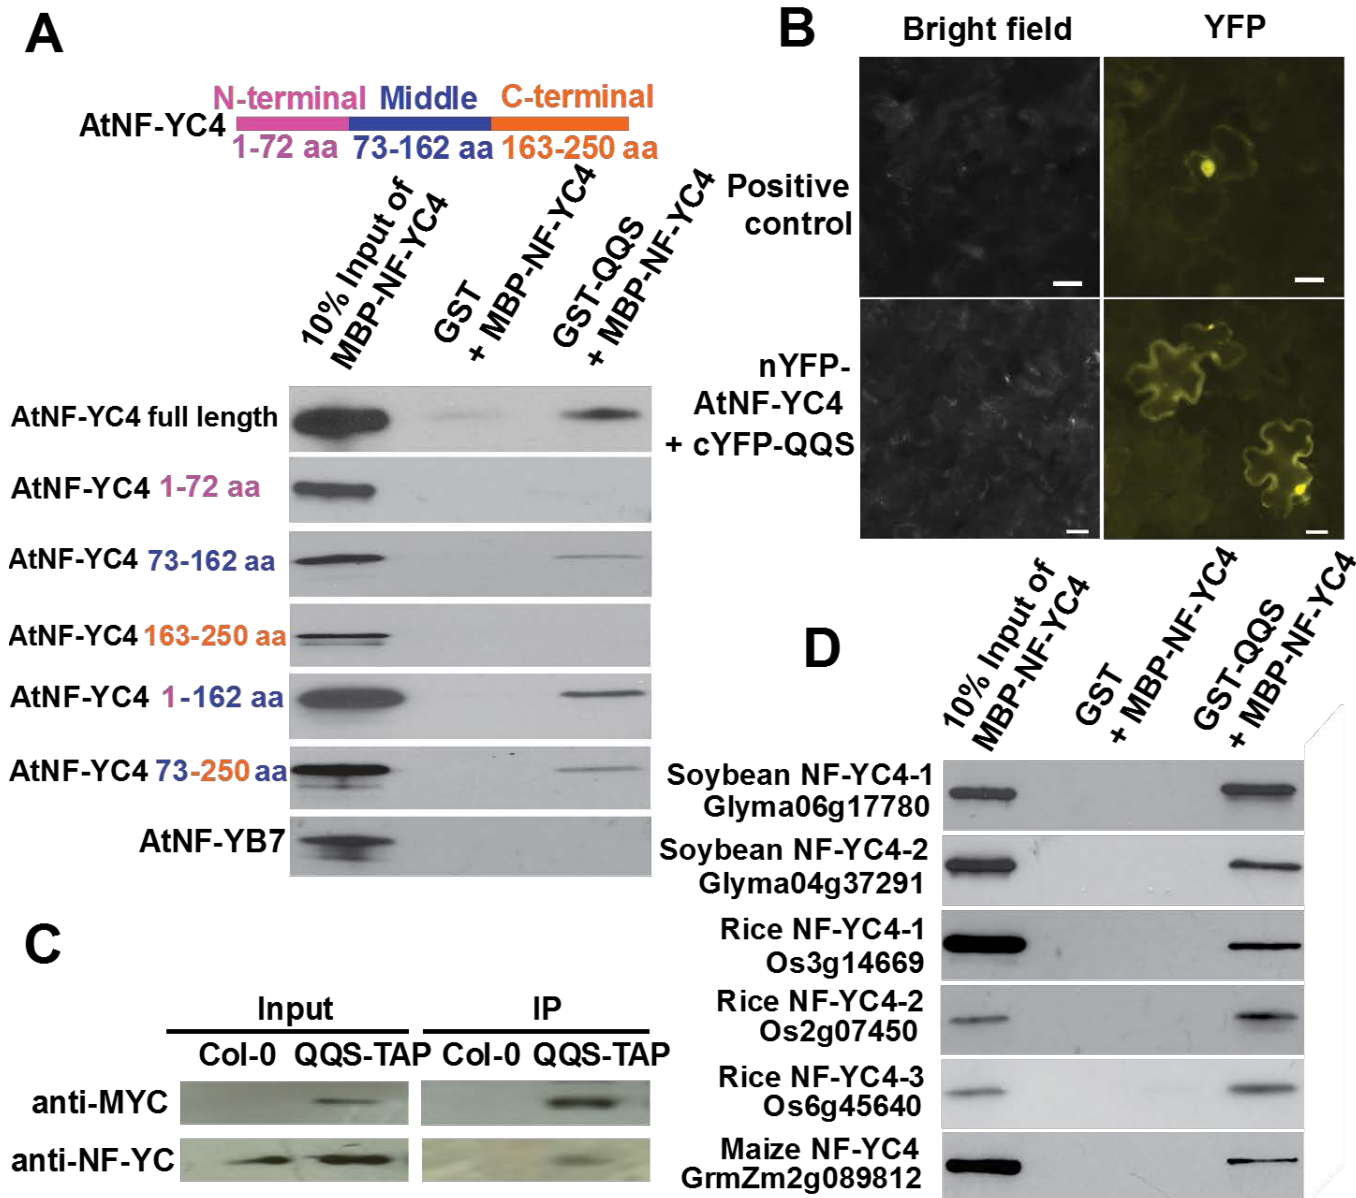 A
N-terminal Middle C-terminal
AtNF-YC4
1-72 aa 73-162 aa 163-250 aa
10% Input of
MBP-NF-YC4
GST
+ MBP-NF-YC4
GST-QQS
+ MBP-NF-YC4
AtNF-YC4 full length
AtNF-YC4 1-72 aa
AtNF-YC4 73-162 aa
AtNF-YC4 163-250 aa
AtNF-YC4 1-162 aa
AtNF-YC4 73-250 aa
AtNF-YB7
B
Bright field YFP
Positive
control
nYFP-
AtNF-YC4
+ cYFP-QQS
C
Input IP
Col-0 QQS-TAP Col-0 QQS-TAP
anti-MYC
anti-NF-YC
D
10% Input of
MBP-NF-YC4
GST
+ MBP-NF-YC4
GST-QQS
+ MBP-NF-YC4
Soybean NF-YC4-1
Glyma06g17780
Soybean NF-YC4-2
Glyma04g37291
Rice NF-YC4-1
Os3g14669
Rice NF-YC4-2
Os2g07450
Rice NF-YC4-3
Os6g45640
Maize NF-YC4
GrmZm2g089812